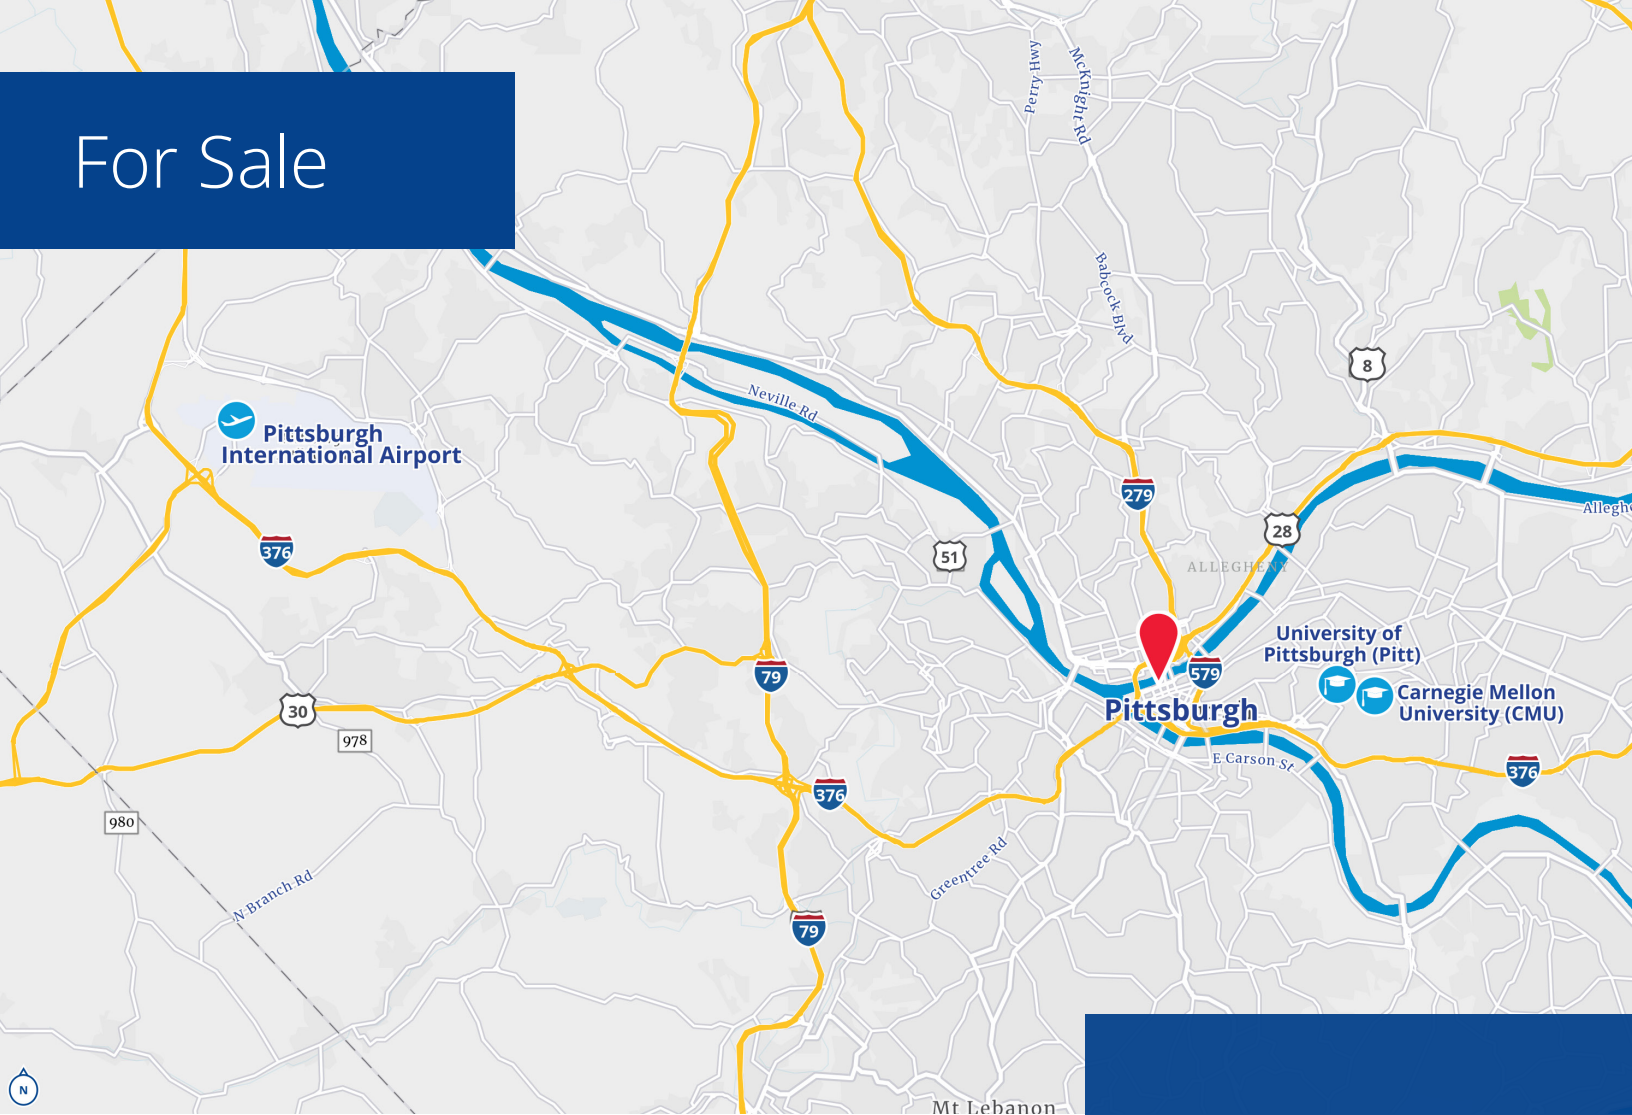 For Sale
Perry Hwy
McKnight Rd
Babcock Blvd
8
Neville Rd
Pittsburgh
International Airport
279
Alleghe
28
376
51
ALLEGHENY
University of
Pittsburgh (Pitt)
79
579
Carnegie Mellon
University (CMU)
30
Pittsburgh
978
E Carson St
376
376
980
Greentree Rd
N Branch Rd
79
N
Mt Lebanon